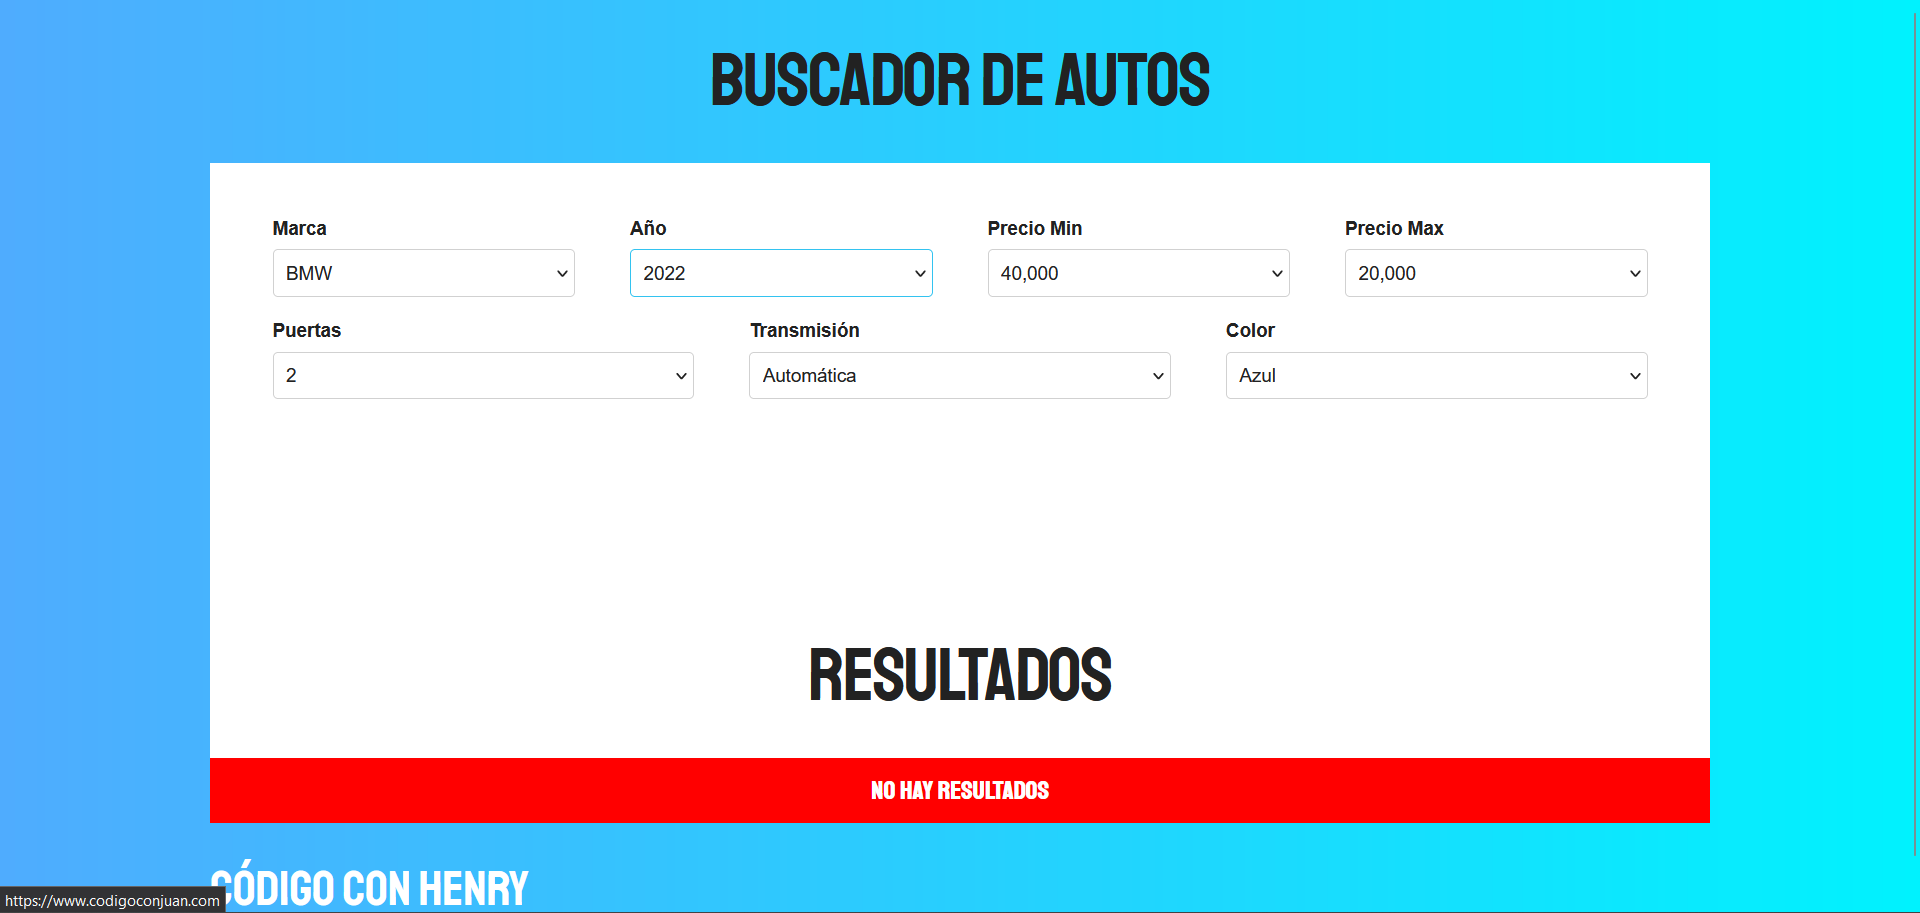 BUSCADOR DE AUTOS
Marca Año Precio Min Precio Max
BMW 2022 40,000 20,000
Puertas Transmisión Color
2 Automática Azul
RESULTADOS
NO HAY RESULTADOS
CÓDIGO CON HENRY
https://www.codigoconjuan.com